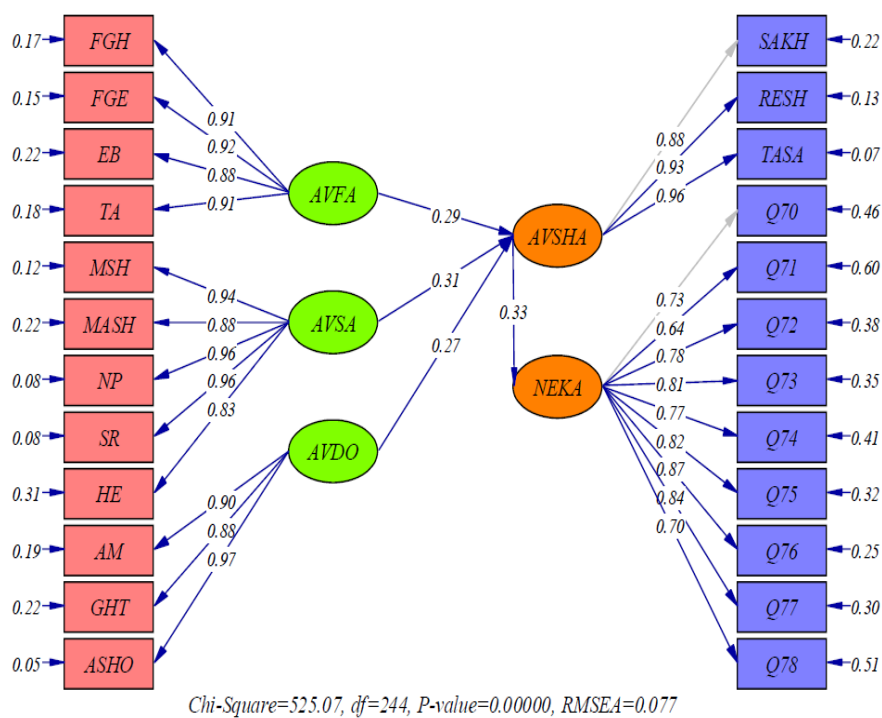 0.17 FGH
0.15 FGE
0.22 EB
0.18 TA
0.12 MSH
0.22 MASH
0.08 NP
0.08 SR
0.31 HE
0.19 AM
0.22 GHT
0.05 ASHO
0.91
0.92
0.88
0.91
0.94
0.88
0.96
0.96
0.83
0.90
0.88
0.97
AVFA
AVSA
AVDO
0.29
0.31
0.27
AVSHA
0.33
NEKA
0.88
0.93
0.96
0.73
0.64
0.78
0.81
0.77
0.82
0.87
0.84
0.70
SAKH 0.22
RESH 0.13
TASA 0.07
Q70 0.46
Q71 0.60
Q72 0.38
Q73 0.35
Q74 0.41
Q75 0.32
Q76 0.25
Q77 0.30
Q78 0.51
Chi-Square=525.07, df=244, P-value=0.00000, RMSEA=0.077